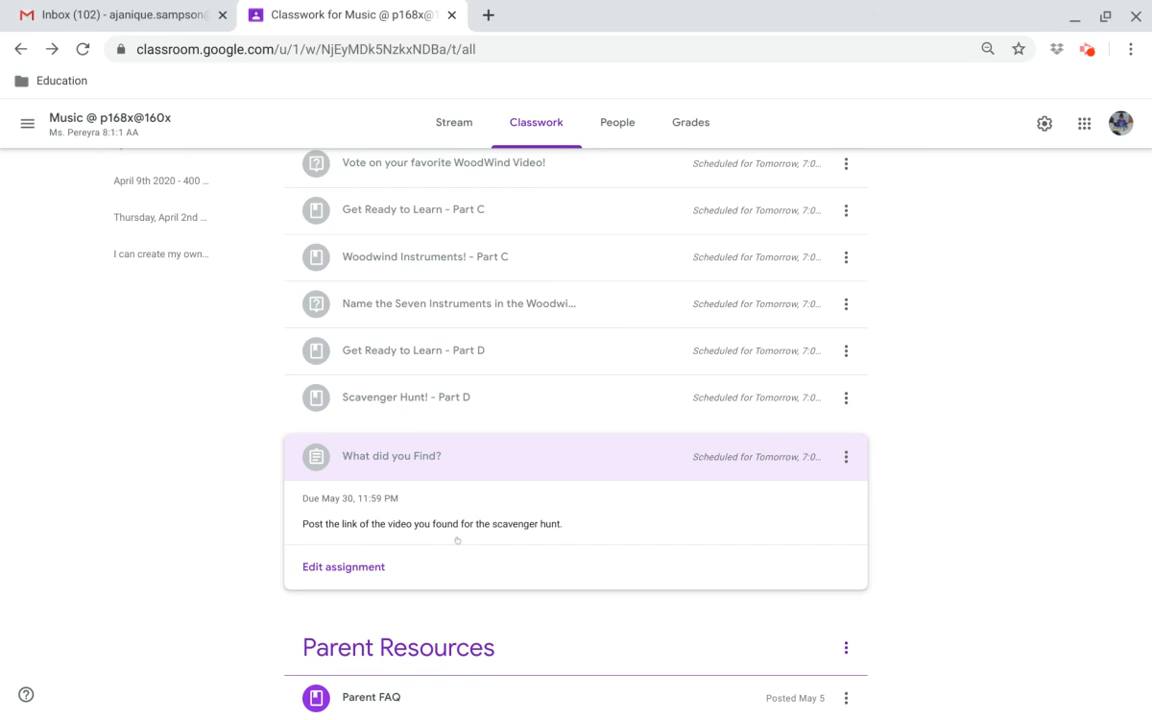 Inbox (102) - ajanique.sampson@
Classwork for Music @ p168x@1
classroom.google.com/u/1/w/NjEyMDk5NzkxNDBa/t/all
Education
Music @ p168x@160x
Ms. Pereyra 8:1:1 AA
Stream
Classwork
People
Grades
April 9th 2020 - 400 ...
Thursday, April 2nd ...
I can create my own...
Vote on your favorite WoodWind Video!
Scheduled for Tomorrow, 7:0...
Get Ready to Learn - Part C
Scheduled for Tomorrow, 7:0...
Woodwind Instruments! - Part C
Scheduled for Tomorrow, 7:0...
Name the Seven Instruments in the Woodwi...
Scheduled for Tomorrow, 7:0...
Get Ready to Learn - Part D
Scheduled for Tomorrow, 7:0...
Scavenger Hunt! - Part D
Scheduled for Tomorrow, 7:0...
What did you Find?
Scheduled for Tomorrow, 7:0...
Due May 30, 11:59 PM
Post the link of the video you found for the scavenger hunt.
Edit assignment
Parent Resources
Parent FAQ
Posted May 5